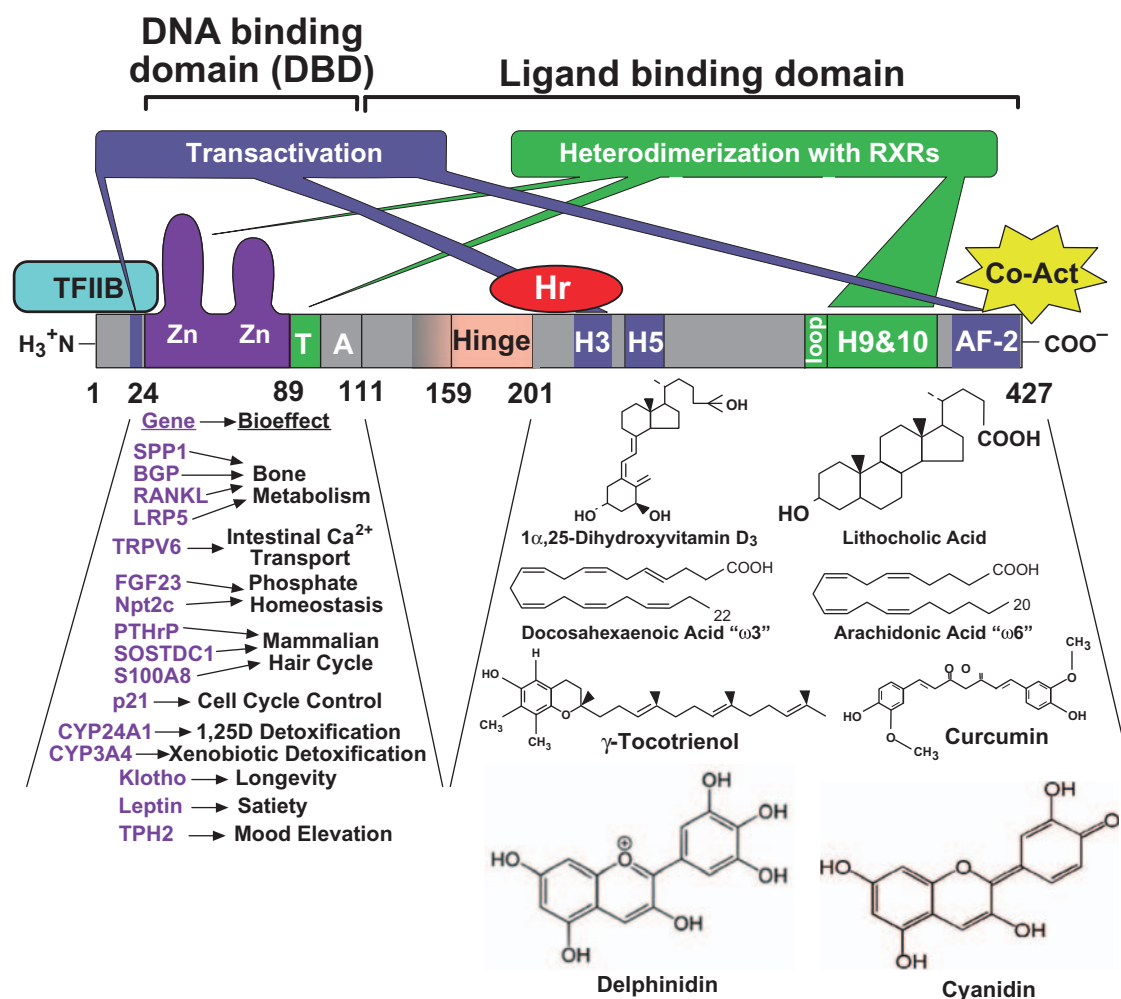 DNA binding
domain (DBD)
Ligand binding domain
Transactivation
Heterodimerization with RXRs
TFIIB
Hr
Co-Act
H₃⁺N
Zn
Zn
T
A
Hinge
H3
H5
loop
H9&10
AF-2
COO⁻
1
24
89
111
159
201
427
Gene
Bioeffect
SPP1
BGP
RANKL
LRP5
Bone
Metabolism
TRPV6
Intestinal Ca²⁺
Transport
FGF23
Npt2c
Phosphate
Homeostasis
PTHrP
SOSTDC1
S100A8
Mammalian
Hair Cycle
p21
Cell Cycle Control
CYP24A1
1,25D Detoxification
CYP3A4
Xenobiotic Detoxification
Klotho
Longevity
Leptin
Satiety
TPH2
Mood Elevation
OH
HO
OH
1α,25-Dihydroxyvitamin D₃
COOH
HO
Lithocholic Acid
COOH
22
Docosahexaenoic Acid “ω3”
COOH
20
Arachidonic Acid “ω6”
H
HO
CH₃
O
CH₃
γ-Tocotrienol
O
CH₃
O
O
HO
O
CH₃
OH
Curcumin
OH
OH
HO
O
⊕
OH
OH
OH
Delphinidin
OH
O
HO
O
OH
OH
Cyanidin